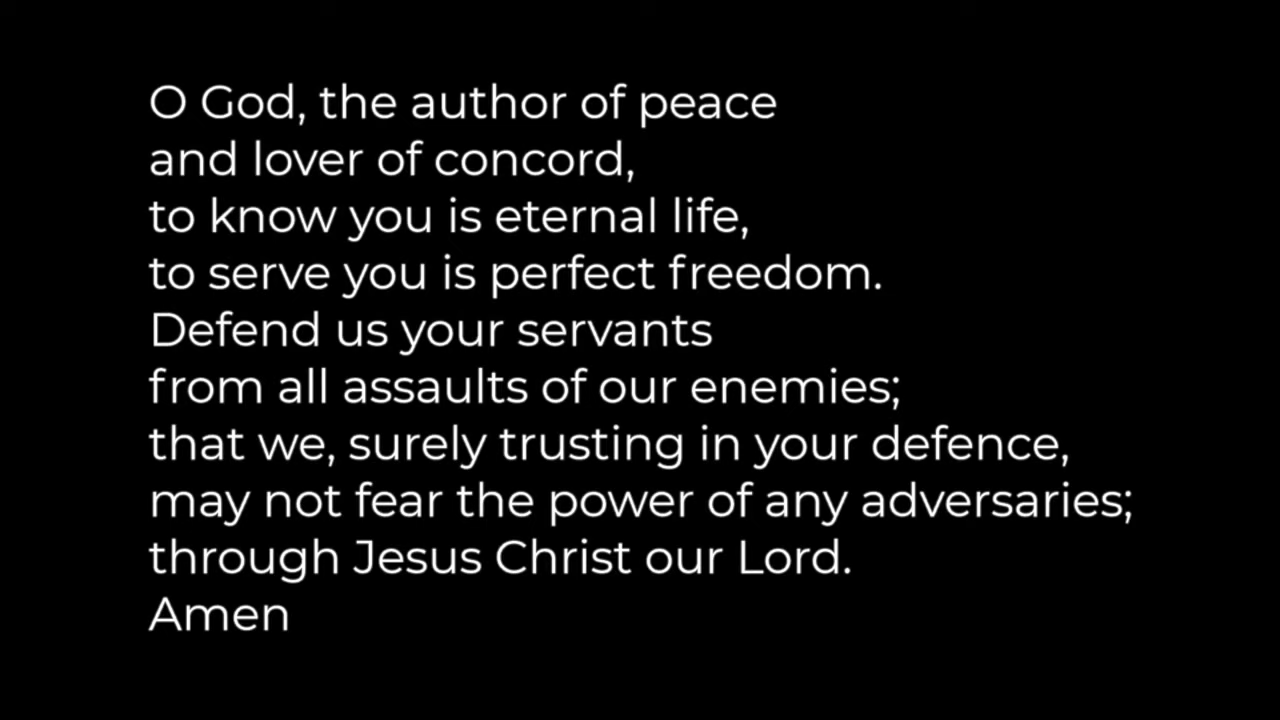 O God, the author of peace
and lover of concord,
to know you is eternal life,
to serve you is perfect freedom.
Defend us your servants
from all assaults of our enemies;
that we, surely trusting in your defence,
may not fear the power of any adversaries;
through Jesus Christ our Lord.
Amen